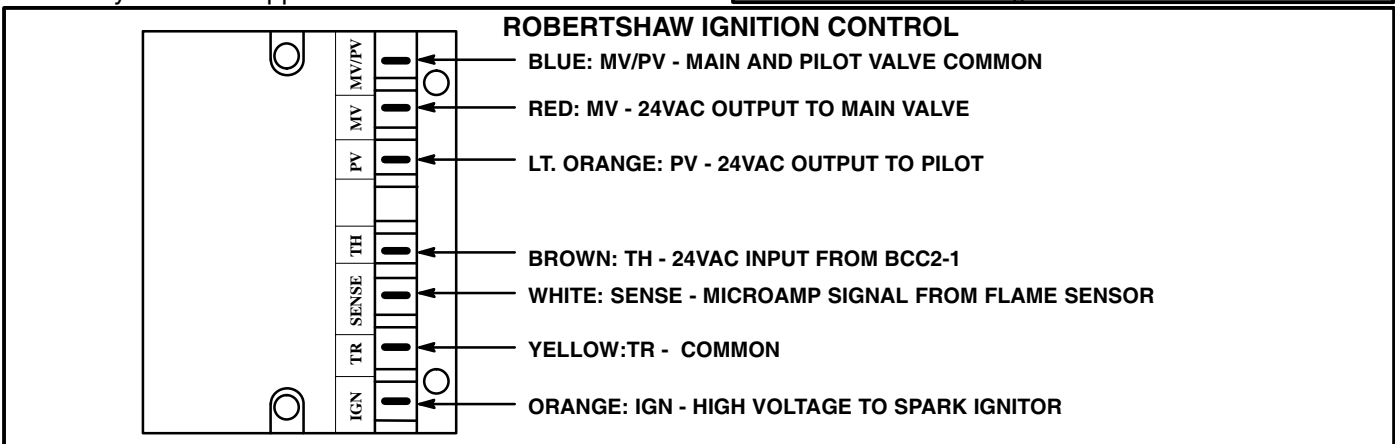 ROBERTSHAW IGNITION CONTROL
MV/PV
BLUE: MV/PV - MAIN AND PILOT VALVE COMMON
MV
RED: MV - 24VAC OUTPUT TO MAIN VALVE
PV
LT. ORANGE: PV - 24VAC OUTPUT TO PILOT
TH
BROWN: TH - 24VAC INPUT FROM BCC2-1
SENSE
WHITE: SENSE - MICROAMP SIGNAL FROM FLAME SENSOR
TR
YELLOW:TR - COMMON
IGN
ORANGE: IGN - HIGH VOLTAGE TO SPARK IGNITOR